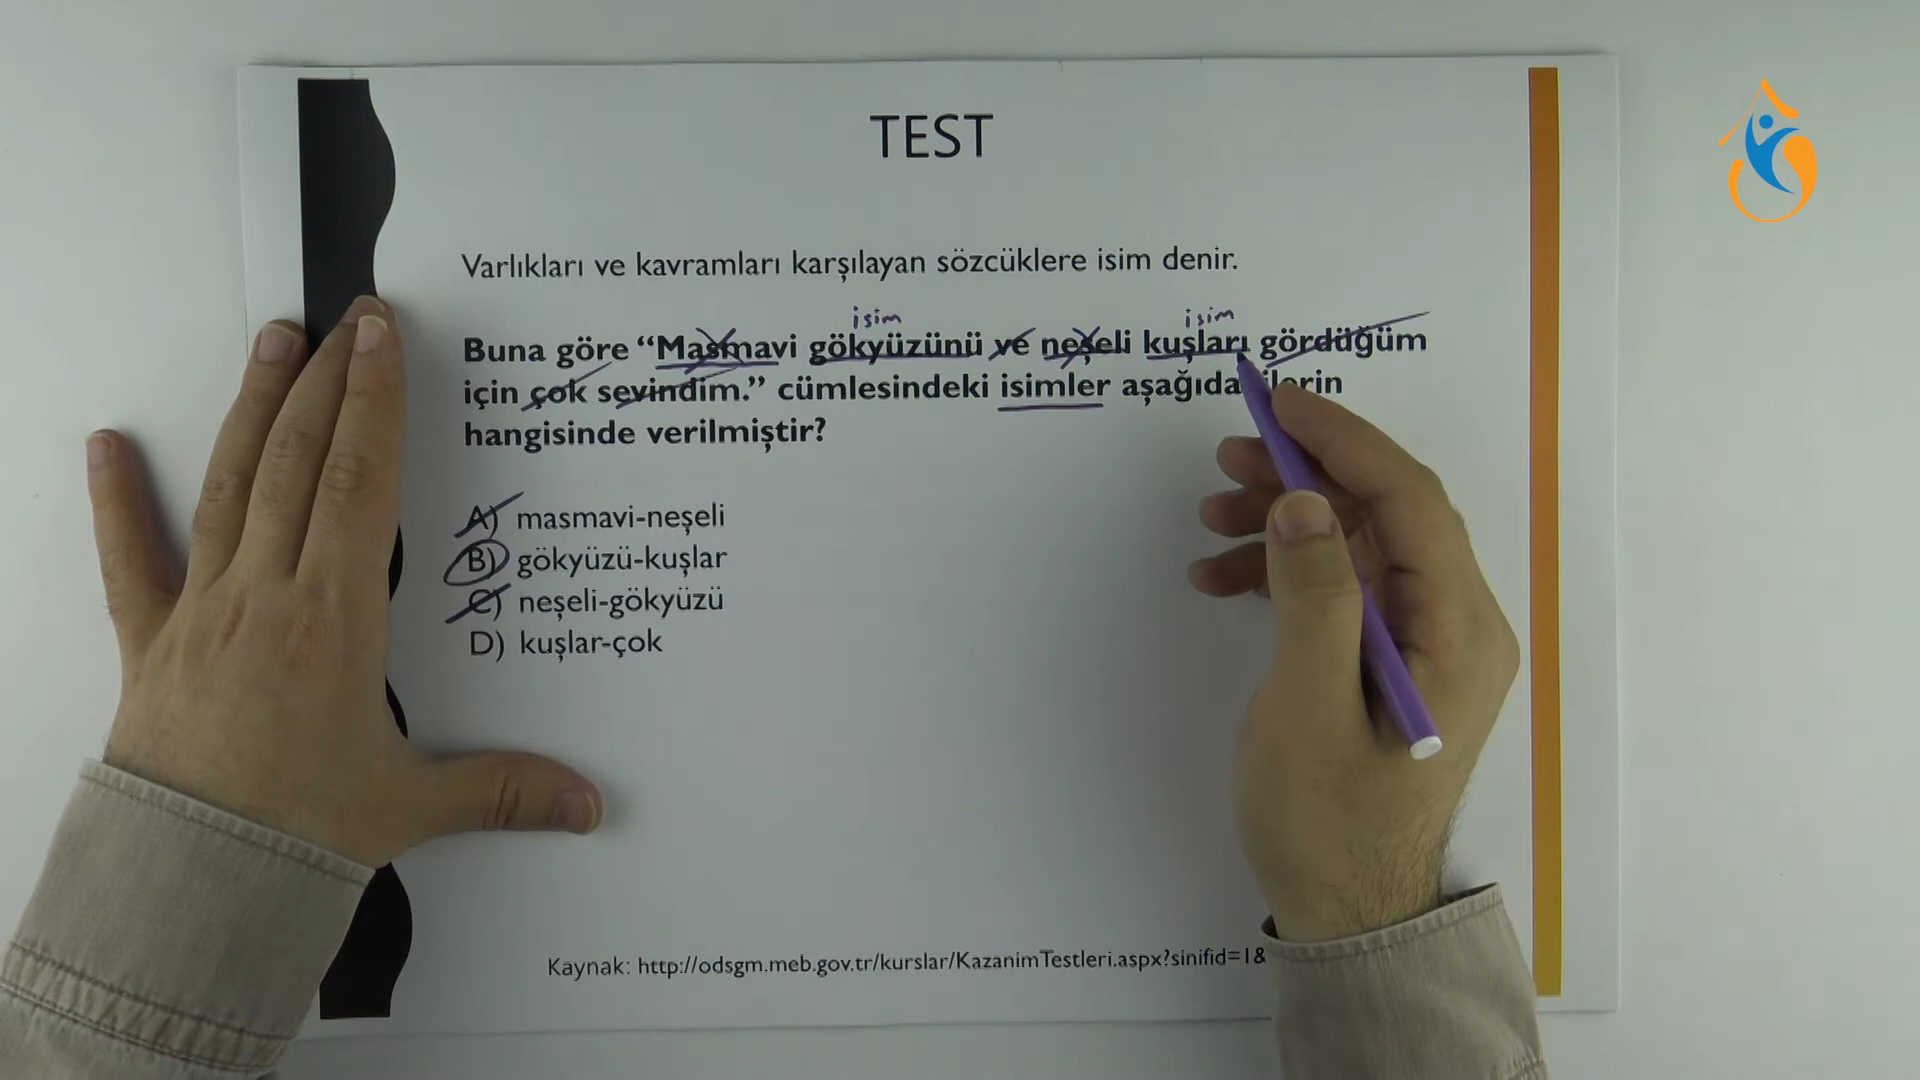 TEST
Varlıkları ve kavramları karşılayan sözcüklere isim denir.
isim isim
Buna göre “Masmavi gökyüzünü ve neşeli kuşları gördüğüm
için çok sevindim.” cümlesindeki isimler
hangisinde verilmiştir?
A) masmavi-neşeli
B) gökyüzü-kuşlar
C) neşeli-gökyüzü
D) kuşlar-çok
Kaynak: http://odsgm.meb.gov.tr/kurslar/KazanimTestleri.aspx?sinifid=1&